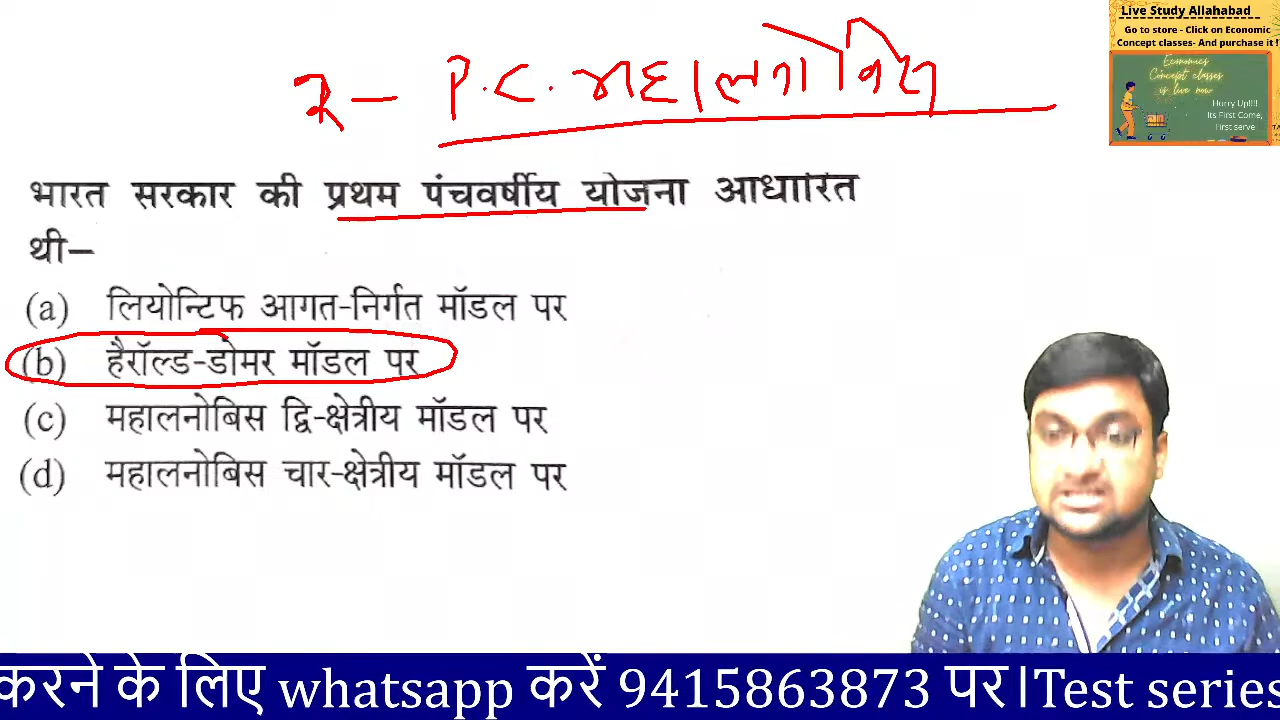 Live Study Allahabad
Go to store - Click on Economic
Concept classes- And purchase it !
Economics
Concept classes
is live now
Hurry Up!!!!
Its First Come,
First serve
2 — P.C. महालनोविस
भारत सरकार की प्रथम पंचवर्षीय योजना आधारित
थी–
(a) लियोन्टिफ आगत-निर्गत मॉडल पर
(b) हैरॉल्ड-डोमर मॉडल पर
(c) महालनोबिस द्वि-क्षेत्रीय मॉडल पर
(d) महालनोबिस चार-क्षेत्रीय मॉडल पर
करने के लिए whatsapp करें 9415863873 पर।Test series